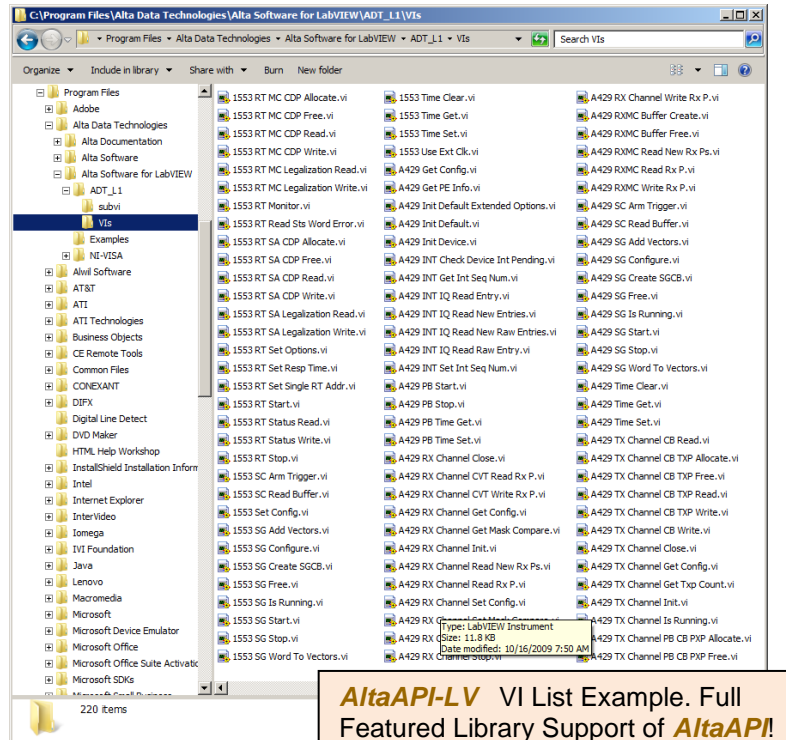 C:\Program Files\Alta Data Technologies\Alta Software for LabVIEW\ADT_L1\VIs
Program Files Alta Data Technologies Alta Software for LabVIEW ADT_L1 VIs Search VIs
Organize Include in library Share with Burn New folder
Program Files
Adobe
Alta Data Technologies
Alta Documentation
Alta Software
Alta Software for LabVIEW
ADT_L1
subvi
VIs
Examples
NI-VISA
Alwil Software
AT&T
ATI
ATI Technologies
Business Objects
CE Remote Tools
Common Files
CONEXANT
DIFX
Digital Line Detect
DVD Maker
HTML Help Workshop
InstallShield Installation Inform
Intel
Internet Explorer
InterVideo
Iomega
IVI Foundation
Java
Lenovo
Macromedia
Microsoft
Microsoft Device Emulator
Microsoft Office
Microsoft Office Suite Activatic
Microsoft SDKs
1553 RT MC CDP Allocate.vi
1553 RT MC CDP Free.vi
1553 RT MC CDP Read.vi
1553 RT MC CDP Write.vi
1553 RT MC Legalization Read.vi
1553 RT MC Legalization Write.vi
1553 RT Monitor.vi
1553 RT Read Sts Word Error.vi
1553 RT SA CDP Allocate.vi
1553 RT SA CDP Free.vi
1553 RT SA CDP Read.vi
1553 RT SA CDP Write.vi
1553 RT SA Legalization Read.vi
1553 RT SA Legalization Write.vi
1553 RT Set Options.vi
1553 RT Set Resp Time.vi
1553 RT Set Single RT Addr.vi
1553 RT Start.vi
1553 RT Status Read.vi
1553 RT Status Write.vi
1553 RT Stop.vi
1553 SC Arm Trigger.vi
1553 SC Read Buffer.vi
1553 Set Config.vi
1553 SG Add Vectors.vi
1553 SG Configure.vi
1553 SG Create SGCB.vi
1553 SG Free.vi
1553 SG Is Running.vi
1553 SG Start.vi
1553 SG Stop.vi
1553 SG Word To Vectors.vi
1553 Time Clear.vi
1553 Time Get.vi
1553 Time Set.vi
1553 Use Ext Clk.vi
A429 Get Config.vi
A429 Get PE Info.vi
A429 Init Default Extended Options.vi
A429 Init Default.vi
A429 Init Device.vi
A429 INT Check Device Int Pending.vi
A429 INT Get Int Seq Num.vi
A429 INT IQ Read Entry.vi
A429 INT IQ Read New Entries.vi
A429 INT IQ Read New Raw Entries.vi
A429 INT IQ Read Raw Entry.vi
A429 INT Set Int Seq Num.vi
A429 PB Start.vi
A429 PB Stop.vi
A429 PB Time Get.vi
A429 PB Time Set.vi
A429 RX Channel Close.vi
A429 RX Channel CVT Read Rx P.vi
A429 RX Channel CVT Write Rx P.vi
A429 RX Channel Get Config.vi
A429 RX Channel Get Mask Compare.vi
A429 RX Channel Init.vi
A429 RX Channel Read New Rx Ps.vi
A429 RX Channel Read Rx P.vi
A429 RX Channel Set Config.vi
A429 RX
A429 RX C
A429 RX Channel Stop.vi
Type: LabVIEW Instrument
Size: 11.8 KB
Date modified: 10/16/2009 7:50 AM
A429 RX Channel Write Rx P.vi
A429 RXMC Buffer Create.vi
A429 RXMC Buffer Free.vi
A429 RXMC Read New Rx Ps.vi
A429 RXMC Read Rx P.vi
A429 RXMC Write Rx P.vi
A429 SC Arm Trigger.vi
A429 SC Read Buffer.vi
A429 SG Add Vectors.vi
A429 SG Configure.vi
A429 SG Create SGCB.vi
A429 SG Free.vi
A429 SG Is Running.vi
A429 SG Start.vi
A429 SG Stop.vi
A429 SG Word To Vectors.vi
A429 Time Clear.vi
A429 Time Get.vi
A429 Time Set.vi
A429 TX Channel CB Read.vi
A429 TX Channel CB TXP Allocate.vi
A429 TX Channel CB TXP Free.vi
A429 TX Channel CB TXP Read.vi
A429 TX Channel CB TXP Write.vi
A429 TX Channel CB Write.vi
A429 TX Channel Close.vi
A429 TX Channel Get Config.vi
A429 TX Channel Get Txp Count.vi
A429 TX Channel Init.vi
A429 TX Channel Is Running.vi
A429 TX Channel PB CB PXP Allocate.vi
A429 TX Channel PB CB PXP Free.vi
220 items
AltaAPI-LV VI List Example. Full
Featured Library Support of AltaAPI!